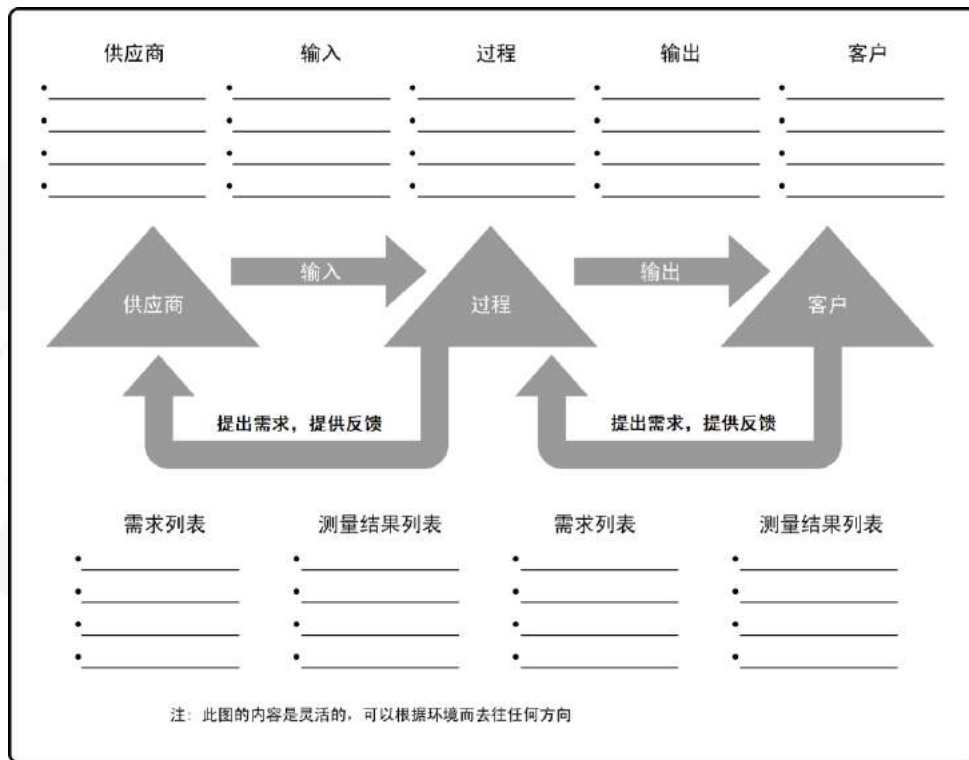 供应商
输入
过程
输出
客户
供应商
输入
过程
输出
客户
提出需求，提供反馈
提出需求，提供反馈
需求列表
测量结果列表
需求列表
测量结果列表
注：此图的内容是灵活的，可以根据环境而去往任何方向